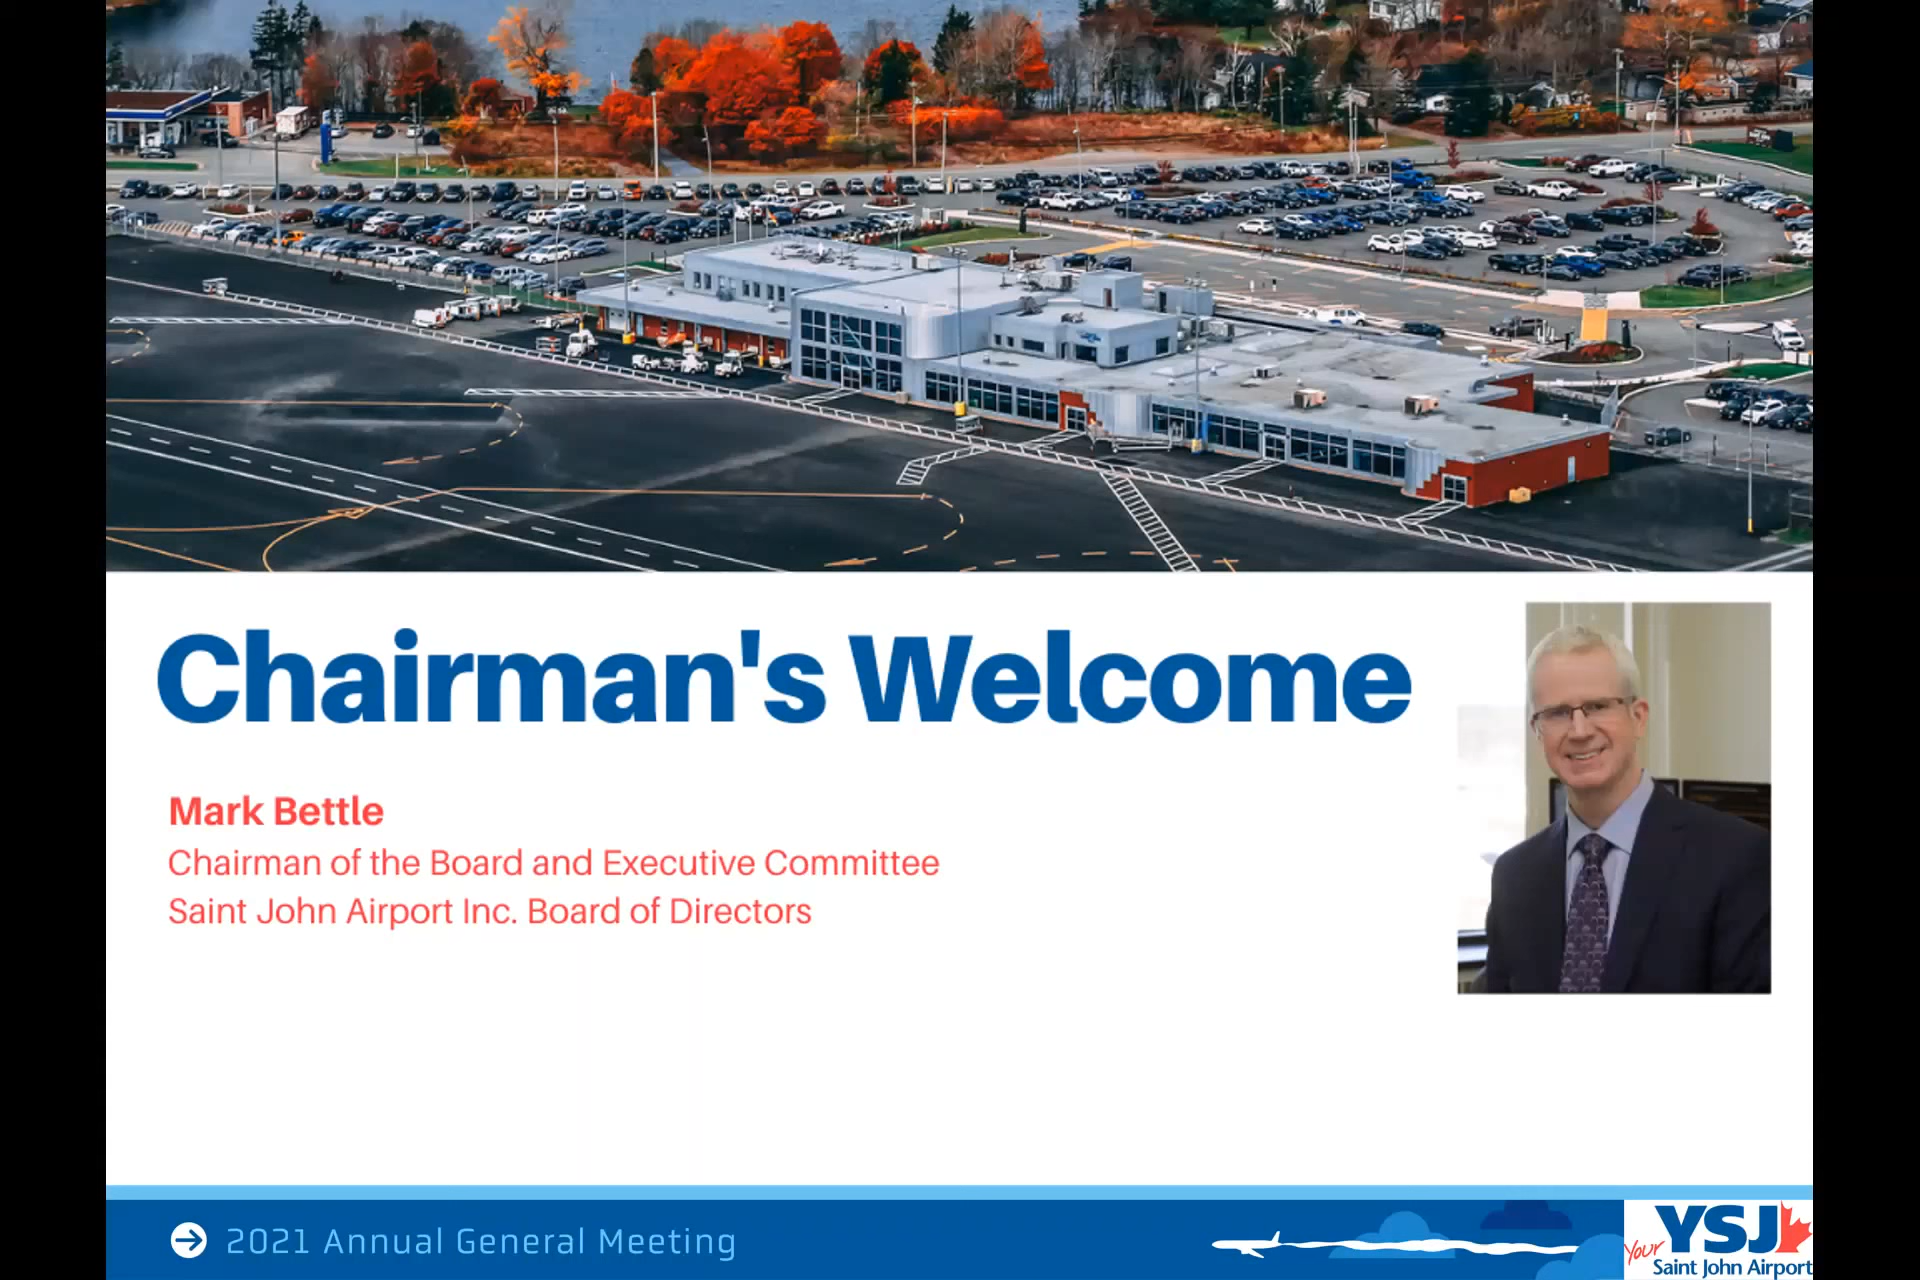 Chairman's Welcome
Mark Bettle
Chairman of the Board and Executive Committee
Saint John Airport Inc. Board of Directors
2021 Annual General Meeting
Your YSJ
Saint John Airport